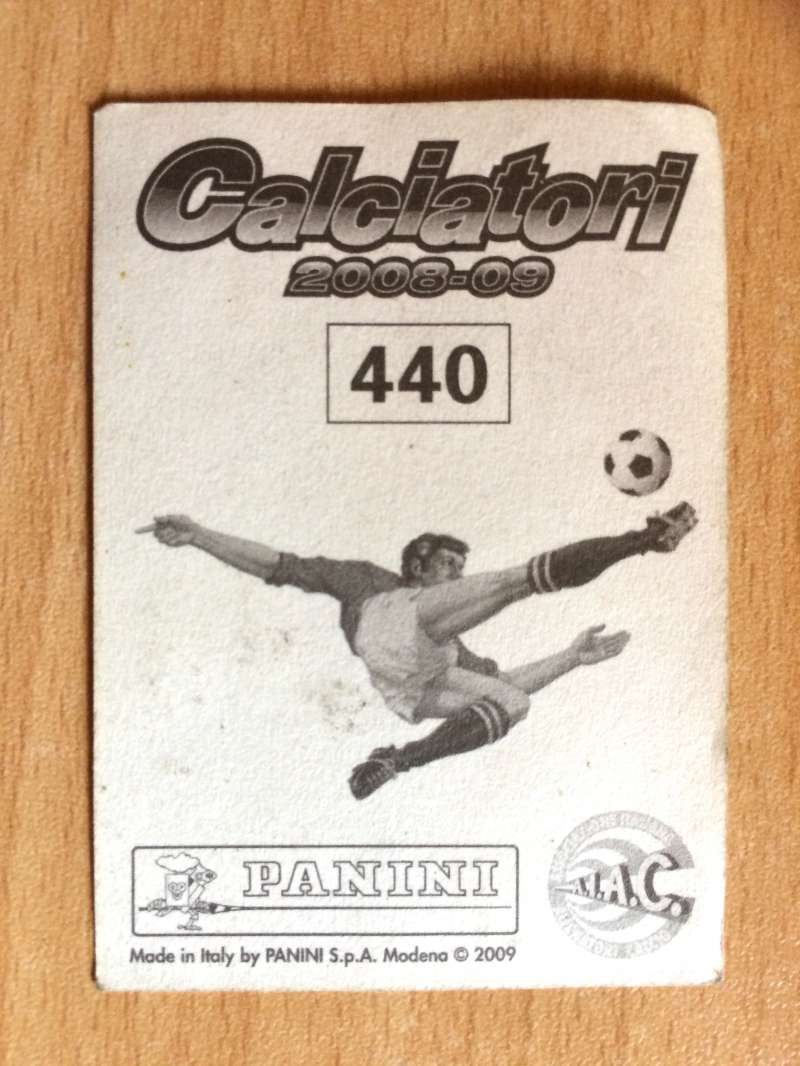 Calciatori
2008-09
440
PANINI
A.I.A.C.
Made in Italy by PANINI S.p.A. Modena © 2009